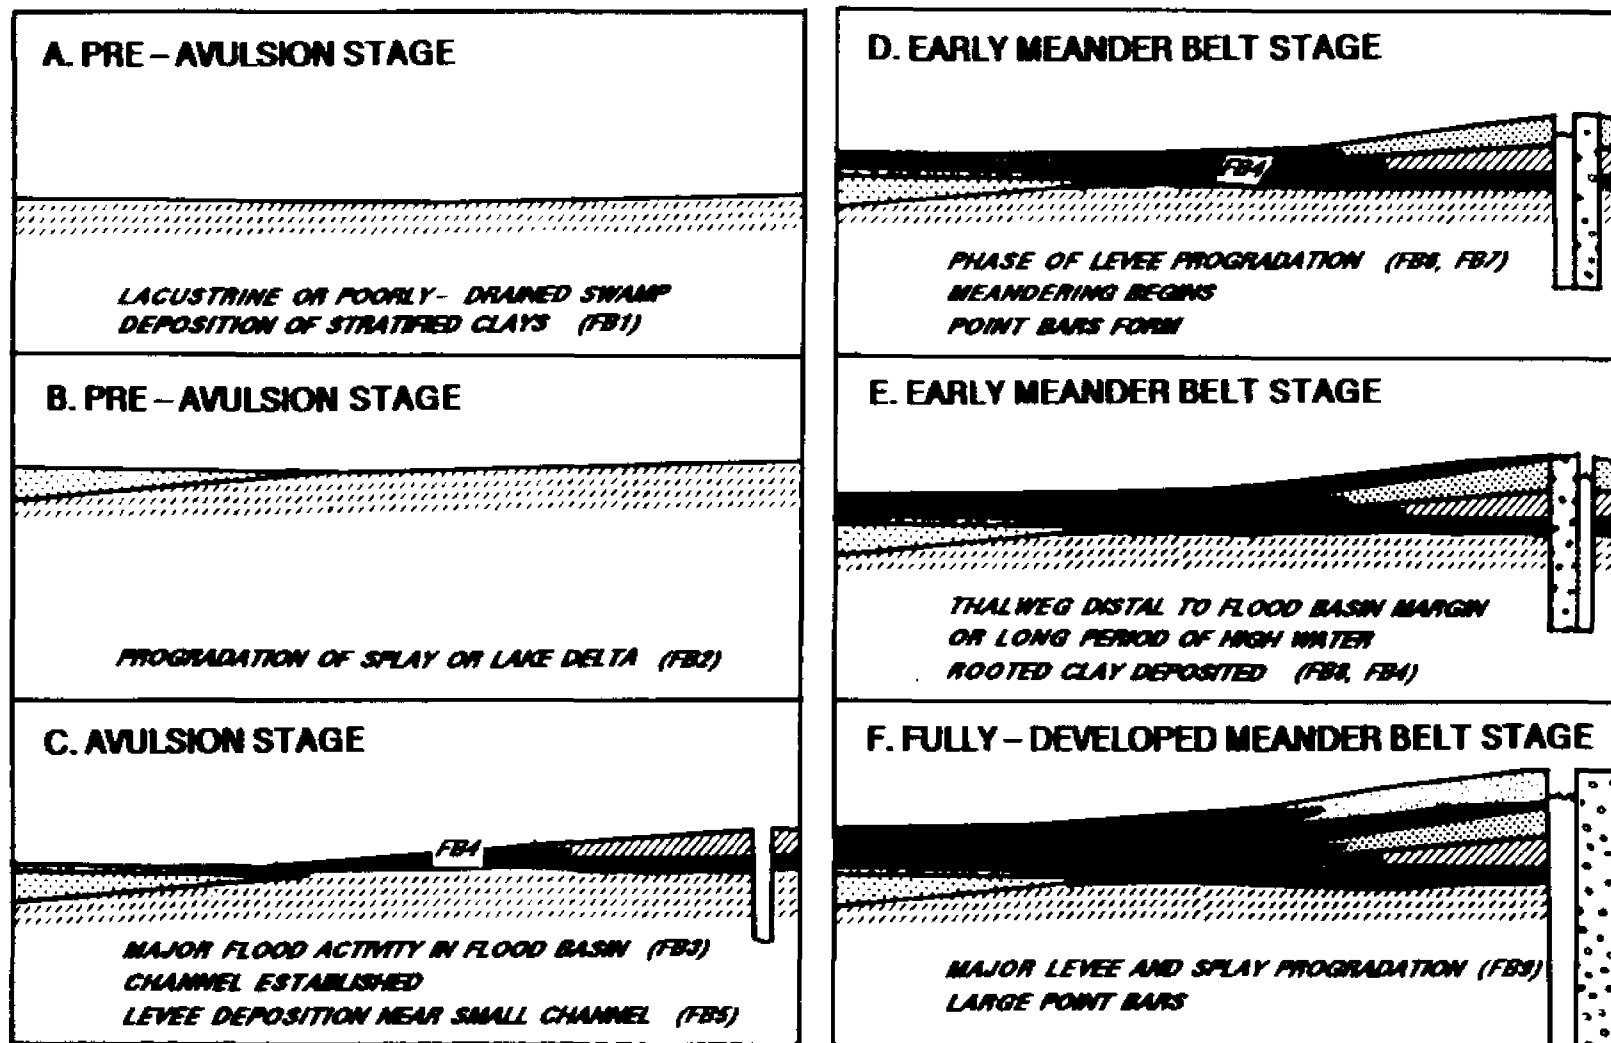 A. PRE – AVULSION STAGE
LACUSTRINE OR POORLY - DRAINED SWAMP
DEPOSITION OF STRATIFIED CLAYS (FB1)
B. PRE – AVULSION STAGE
PROGRADATION OF SPLAY OR LAKE DELTA (FB2)
C. AVULSION STAGE
FB4
MAJOR FLOOD ACTIVITY IN FLOOD BASIN (FB3)
CHANNEL ESTABLISHED
LEVEE DEPOSITION NEAR SMALL CHANNEL (FB5)
D. EARLY MEANDER BELT STAGE
FB4
PHASE OF LEVEE PROGRADATION (FB6, FB7)
MEANDERING BEGINS
POINT BARS FORM
E. EARLY MEANDER BELT STAGE
THALWEG DISTAL TO FLOOD BASIN MARGIN
OR LONG PERIOD OF HIGH WATER
ROOTED CLAY DEPOSITED (FB8, FB4)
F. FULLY – DEVELOPED MEANDER BELT STAGE
MAJOR LEVEE AND SPLAY PROGRADATION (FB9)
LARGE POINT BARS